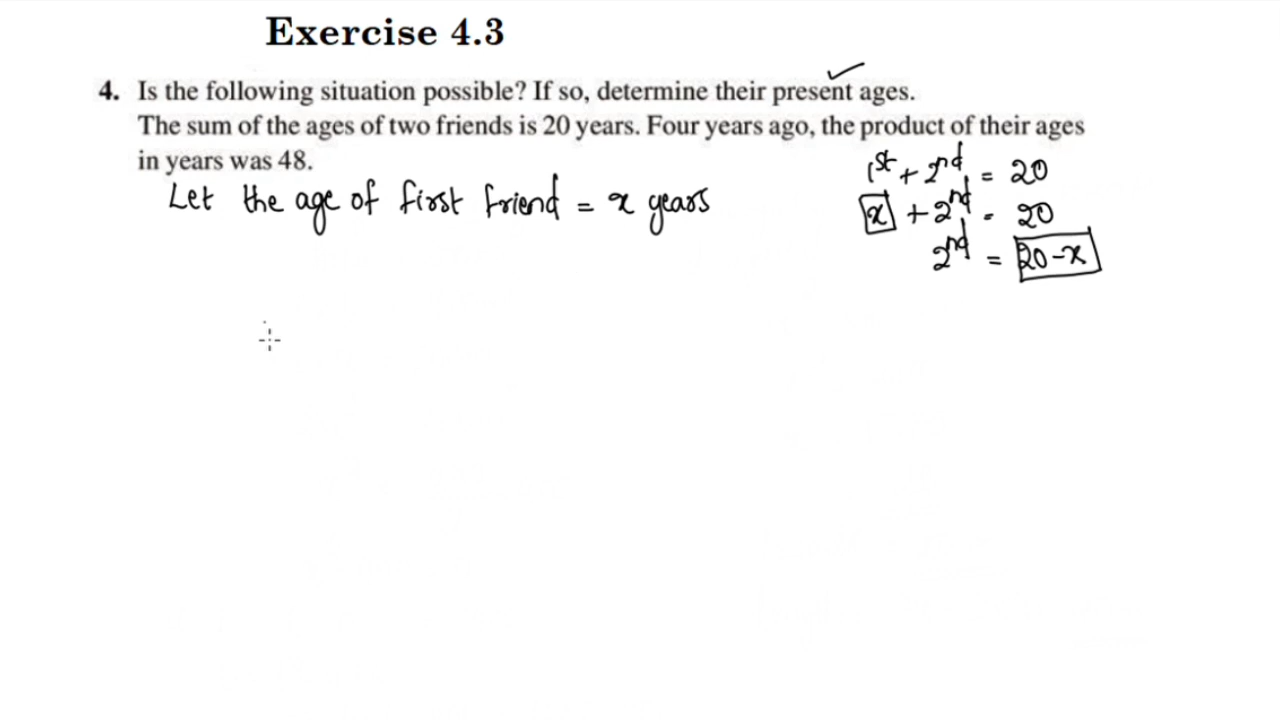 Exercise 4.3
4. Is the following situation possible? If so, determine their present ages.
The sum of the ages of two friends is 20 years. Four years ago, the product of their ages
in years was 48.
Let the age of first friend = x years
1st + 2nd = 20
x + 2nd = 20
2nd = 20-x